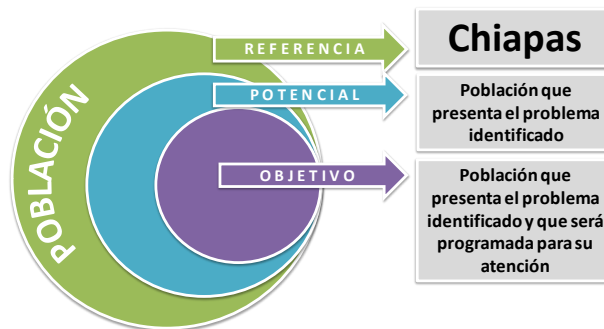 POBLACIÓN
REFERENCIA
Chiapas
POTENCIAL
Población que
presenta el problema
identificado
OBJETIVO
Población que
presenta el problema
identificado y que será
programada para su
atención